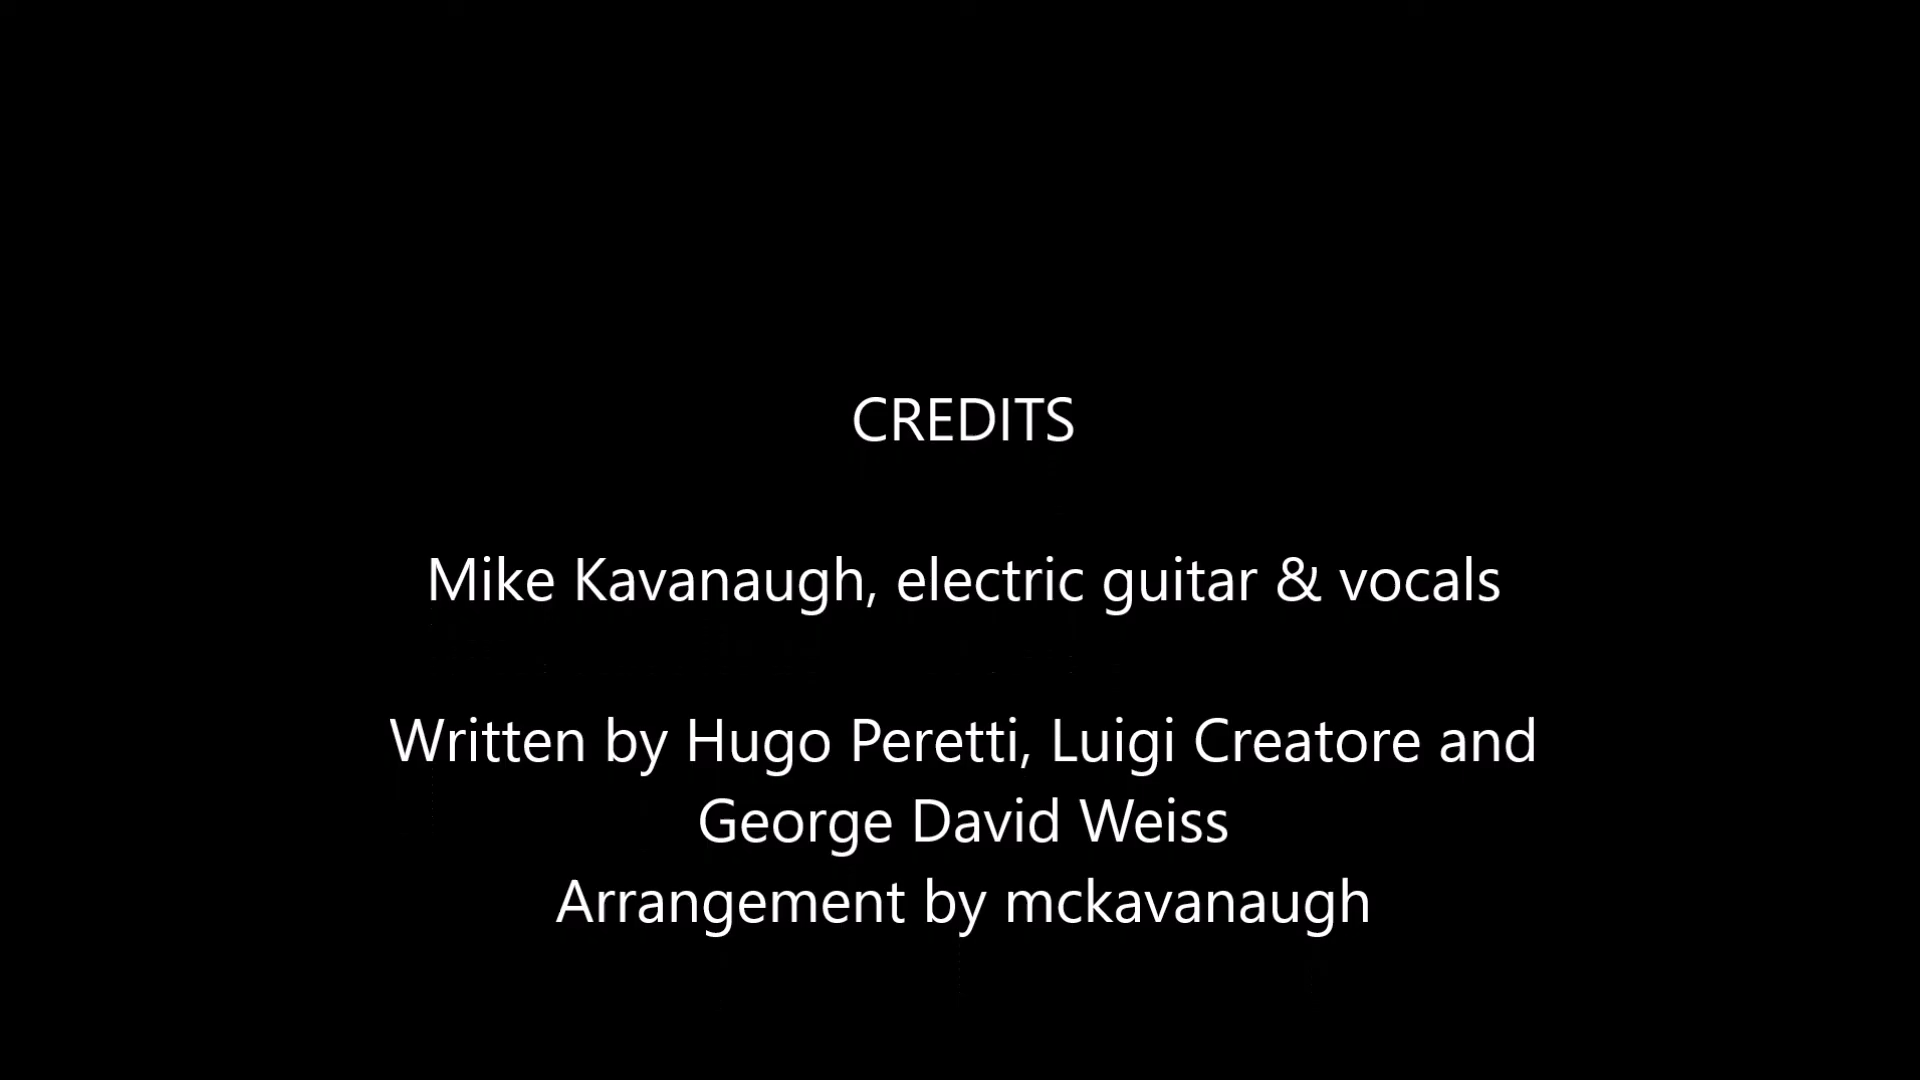 CREDITS
Mike Kavanaugh, electric guitar & vocals
Written by Hugo Peretti, Luigi Creatore and
George David Weiss
Arrangement by mckavanaugh